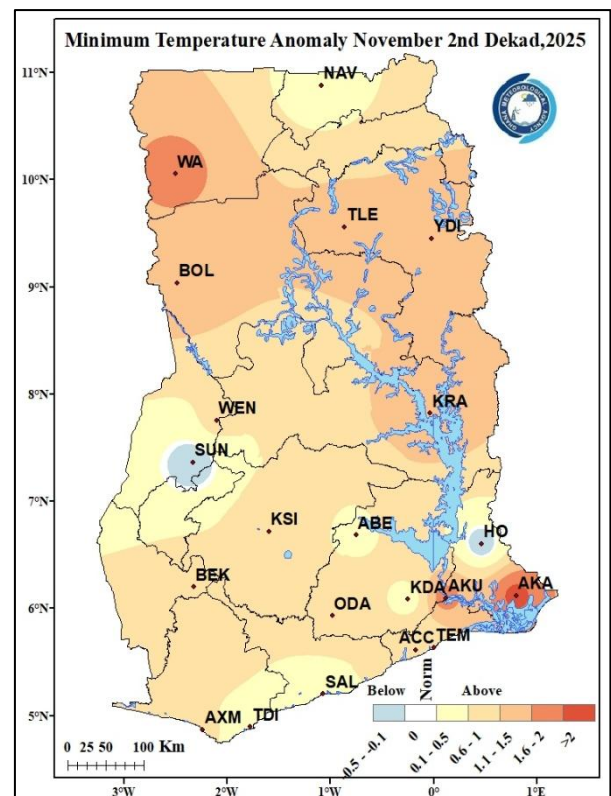 Minimum Temperature Anomaly November 2nd Dekad,2025
11°N
NAV
GHANA METEOROLOGICAL AGENCY
WA
10°N
TLE
YDI
BOL
9°N
8°N
KRA
WEN
SUN
7°N
KSI
ABE
HO
BEK
KDA
AKU
AKA
6°N
ODA
ACC
TEM
SAL
Below
Norm
Above
5°N
AXM
TDI
0 25 50 100 Km
-0.5 - -0.1
0
0.1 - 0.5
0.6 - 1
1.1 - 1.5
1.6 - 2
>2
3°W
2°W
1°W
0°
1°E